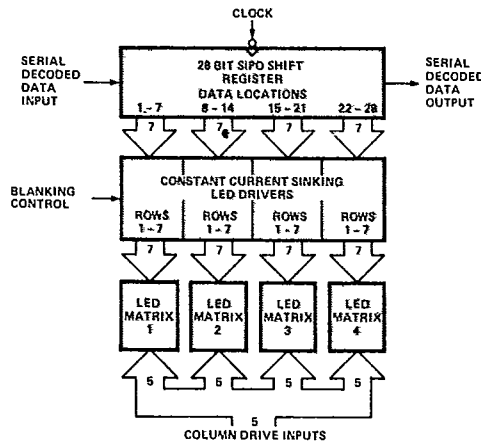 CLOCK
SERIAL
DECODED
DATA
INPUT
28 BIT SIPO SHIFT
REGISTER
DATA LOCATIONS
1-7 8-14 15-21 22-28
SERIAL
DECODED
DATA
OUTPUT
7 7 7 7
BLANKING
CONTROL
CONSTANT CURRENT SINKING
LED DRIVERS
ROWS ROWS ROWS ROWS
1-7 1-7 1-7 1-7
7 7 7 7
LED LED LED LED
MATRIX MATRIX MATRIX MATRIX
1 2 3 4
5 5 5 5
5
COLUMN DRIVE INPUTS